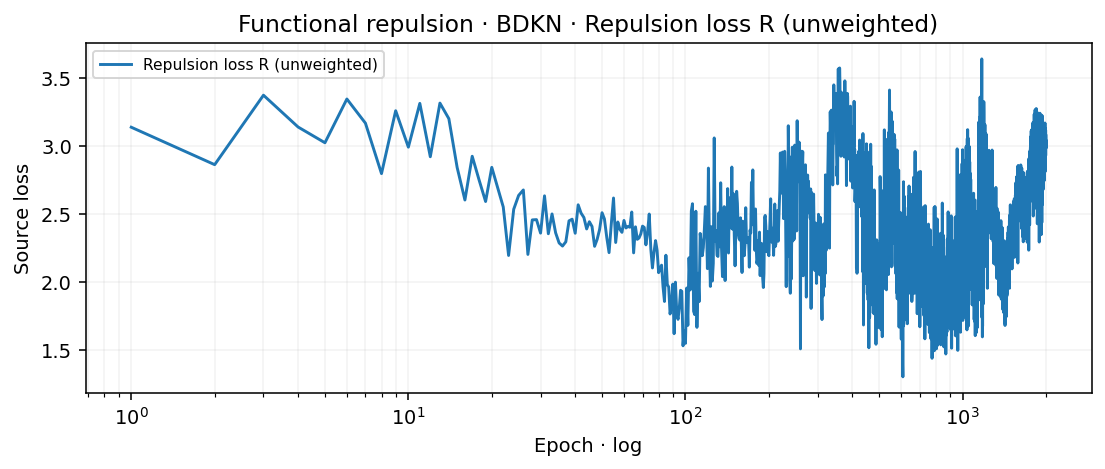 Functional repulsion · BDKN · Repulsion loss R (unweighted)
Repulsion loss R (unweighted)
Source loss
3.5
3.0
2.5
2.0
1.5
10⁰ 10¹ 10² 10³
Epoch · log